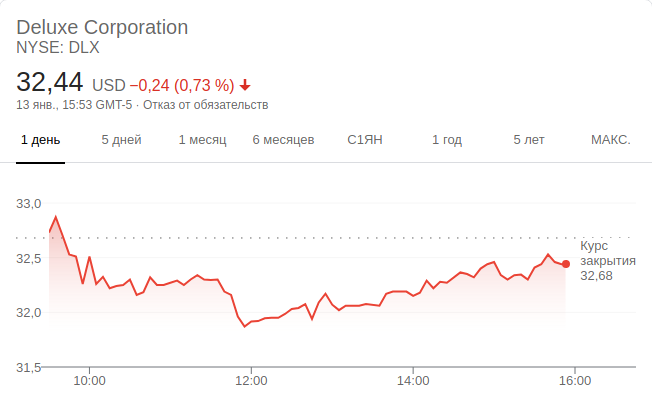 Deluxe Corporation
NYSE: DLX
32,44 USD −0,24 (0,73 %)
13 янв., 15:53 GMT-5 · Отказ от обязательств
1 день 5 дней 1 месяц 6 месяцев С1ЯН 1 год 5 лет МАКС.
33,0
32,5
32,0
31,5
Курс
закрытия
32,68
10:00 12:00 14:00 16:00